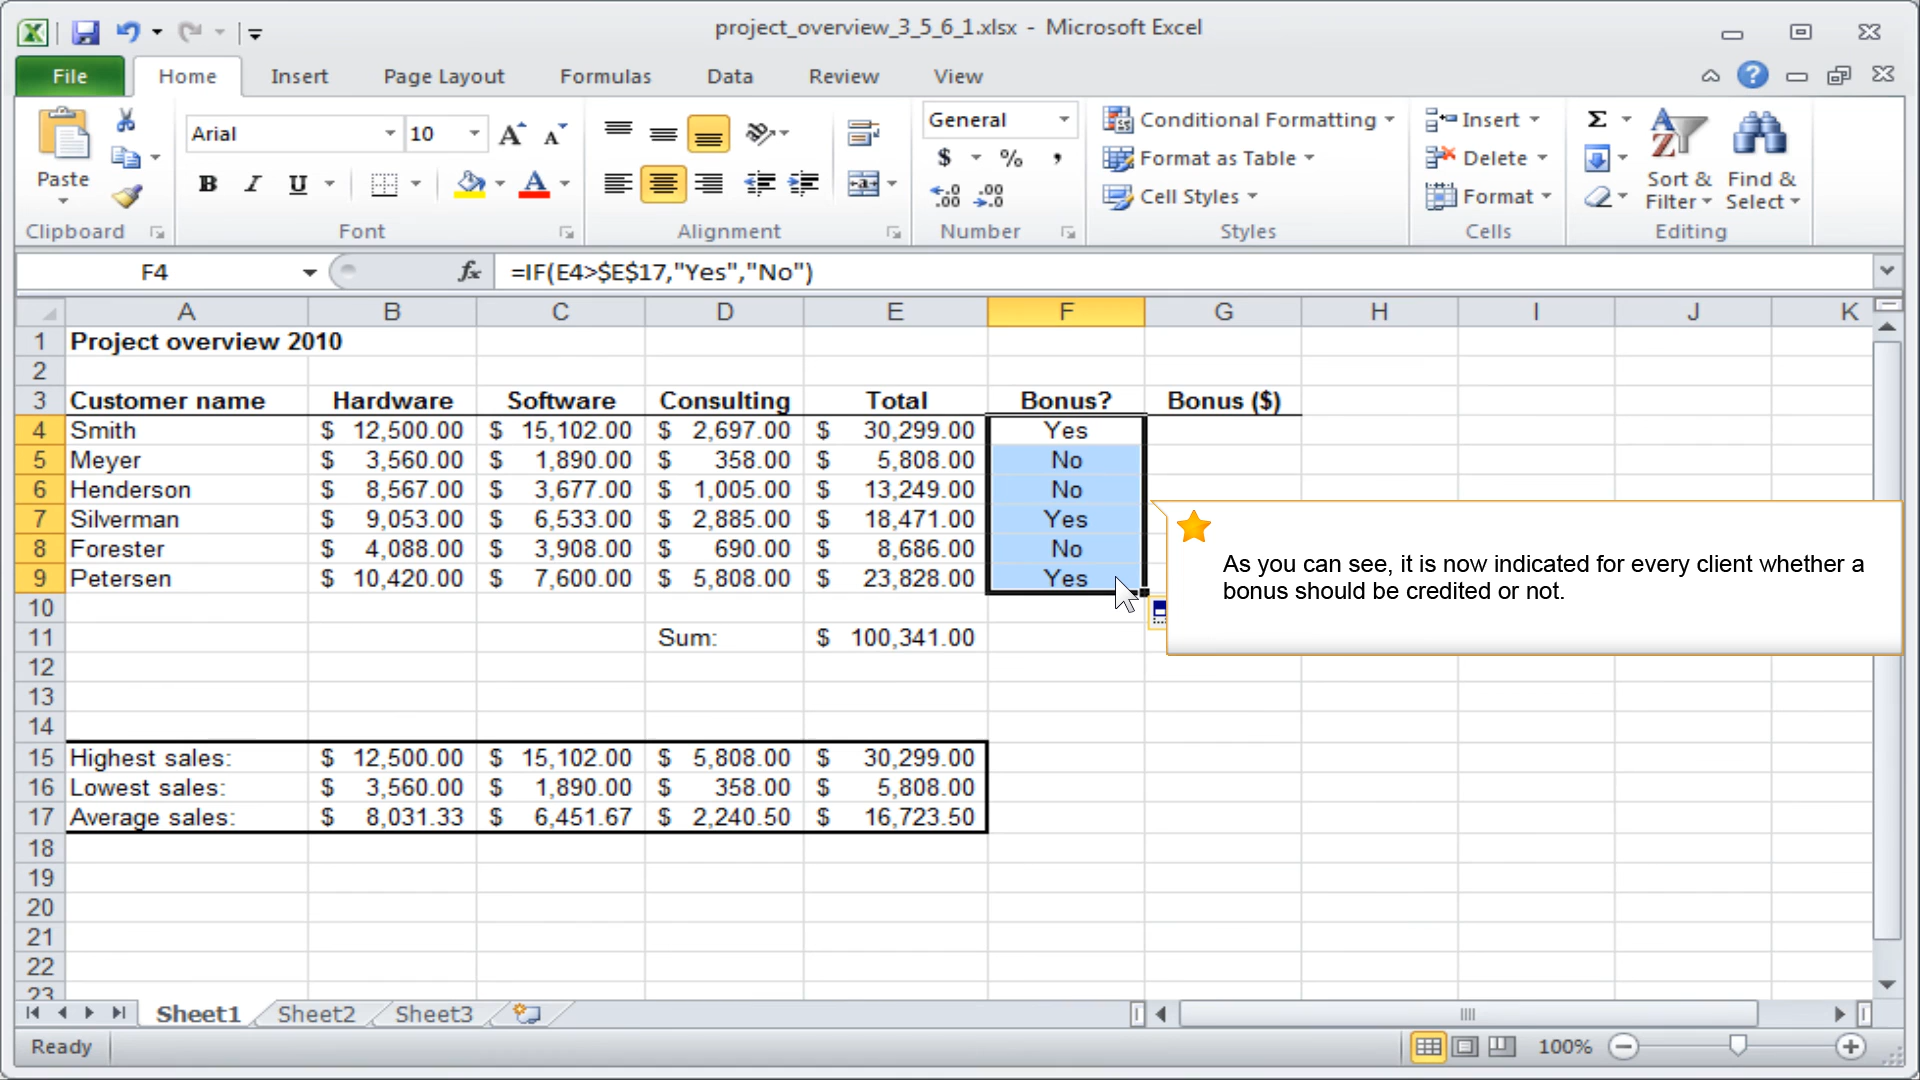 project_overview_3_5_6_1.xlsx - Microsoft Excel
File Home Insert Page Layout Formulas Data Review View
Paste
Clipboard
Arial 10
B I U A
Font
Alignment
General
$ % ,
Number
Conditional Formatting
Format as Table
Cell Styles
Styles
Insert
Delete
Format
Cells
Σ
Sort & Filter
Find & Select
Editing
F4 fx =IF(E4>$E$17,"Yes","No")
A B C D E F G H I J K
1 Project overview 2010
2
3 Customer name Hardware Software Consulting Total Bonus? Bonus ($)
4 Smith $ 12,500.00 $ 15,102.00 $ 2,697.00 $ 30,299.00 Yes
5 Meyer $ 3,560.00 $ 1,890.00 $ 358.00 $ 5,808.00 No
6 Henderson $ 8,567.00 $ 3,677.00 $ 1,005.00 $ 13,249.00 No
7 Silverman $ 9,053.00 $ 6,533.00 $ 2,885.00 $ 18,471.00 Yes
8 Forester $ 4,088.00 $ 3,908.00 $ 690.00 $ 8,686.00 No
9 Petersen $ 10,420.00 $ 7,600.00 $ 5,808.00 $ 23,828.00 Yes
As you can see, it is now indicated for every client whether a
bonus should be credited or not.
10
11 Sum: $ 100,341.00
12
13
14
15 Highest sales: $ 12,500.00 $ 15,102.00 $ 5,808.00 $ 30,299.00
16 Lowest sales: $ 3,560.00 $ 1,890.00 $ 358.00 $ 5,808.00
17 Average sales: $ 8,031.33 $ 6,451.67 $ 2,240.50 $ 16,723.50
18
19
20
21
22
23
Sheet1 Sheet2 Sheet3
Ready 100%